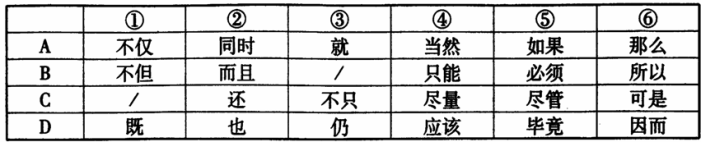 ① ② ③ ④ ⑤ ⑥
A 不仅 同时 就 当然 如果 那么
B 不但 而且 / 只能 必须 所以
C / 还 不只 尽量 尽管 可是
D 既 也 仍 应该 毕竟 因而